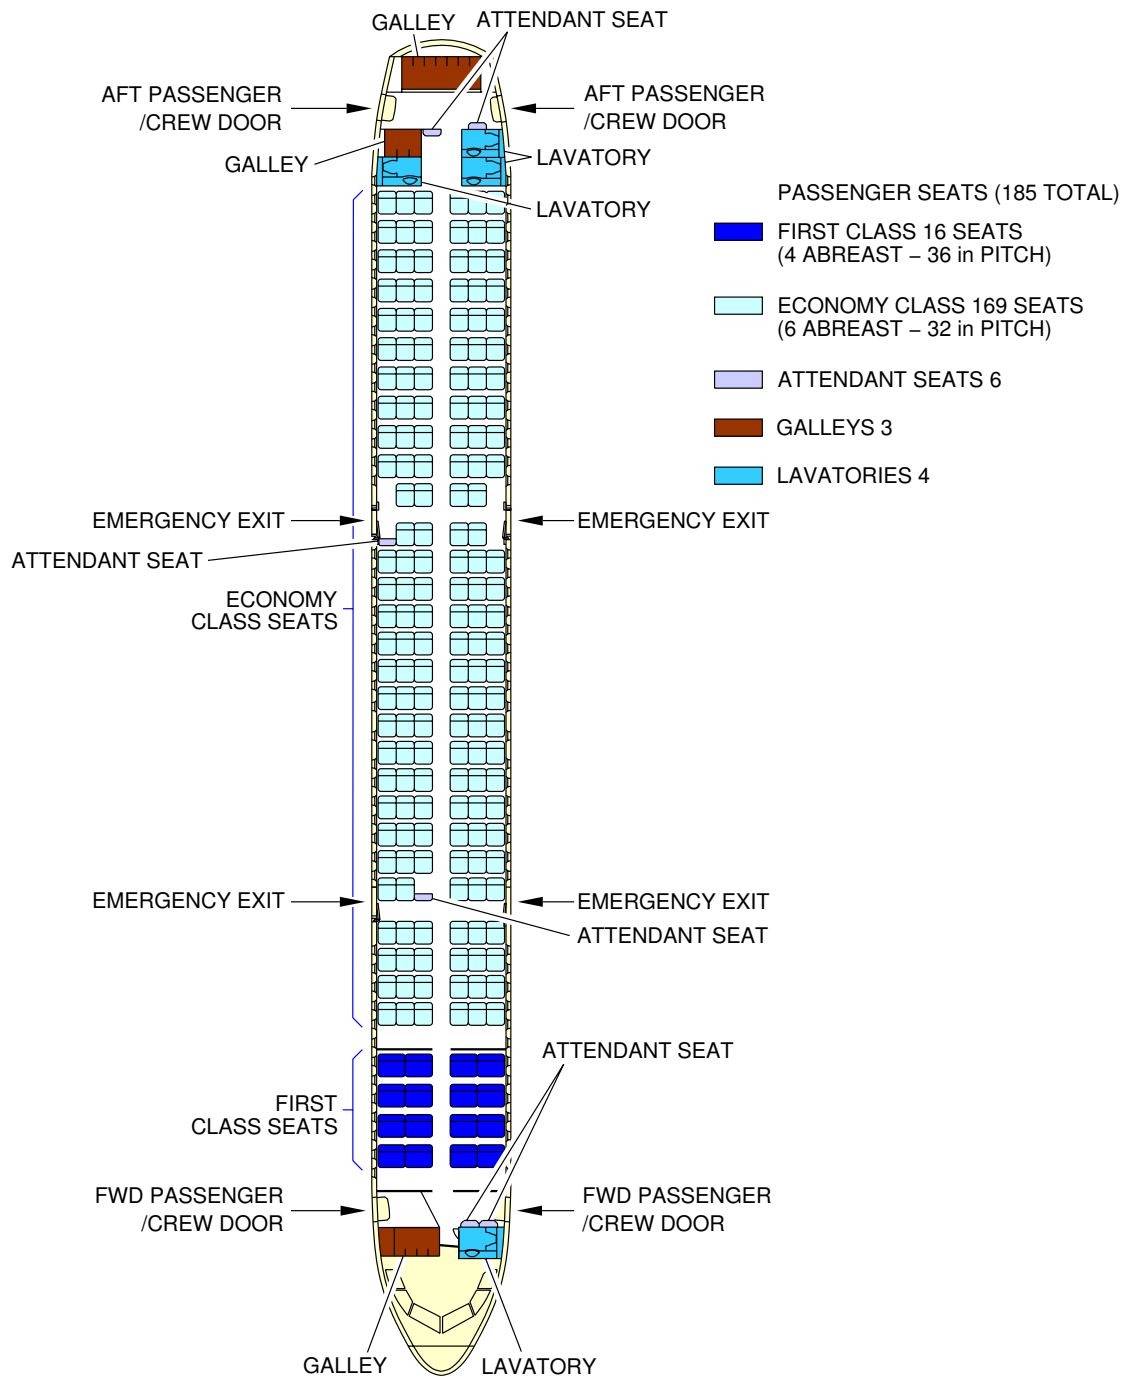 GALLEY
ATTENDANT SEAT
AFT PASSENGER
/CREW DOOR
AFT PASSENGER
/CREW DOOR
GALLEY
LAVATORY
LAVATORY
PASSENGER SEATS (185 TOTAL)
FIRST CLASS 16 SEATS
(4 ABREAST – 36 in PITCH)
ECONOMY CLASS 169 SEATS
(6 ABREAST – 32 in PITCH)
ATTENDANT SEATS 6
GALLEYS 3
LAVATORIES 4
EMERGENCY EXIT
EMERGENCY EXIT
ATTENDANT SEAT
ECONOMY
CLASS SEATS
EMERGENCY EXIT
EMERGENCY EXIT
ATTENDANT SEAT
ATTENDANT SEAT
FIRST
CLASS SEATS
FWD PASSENGER
/CREW DOOR
FWD PASSENGER
/CREW DOOR
GALLEY
LAVATORY